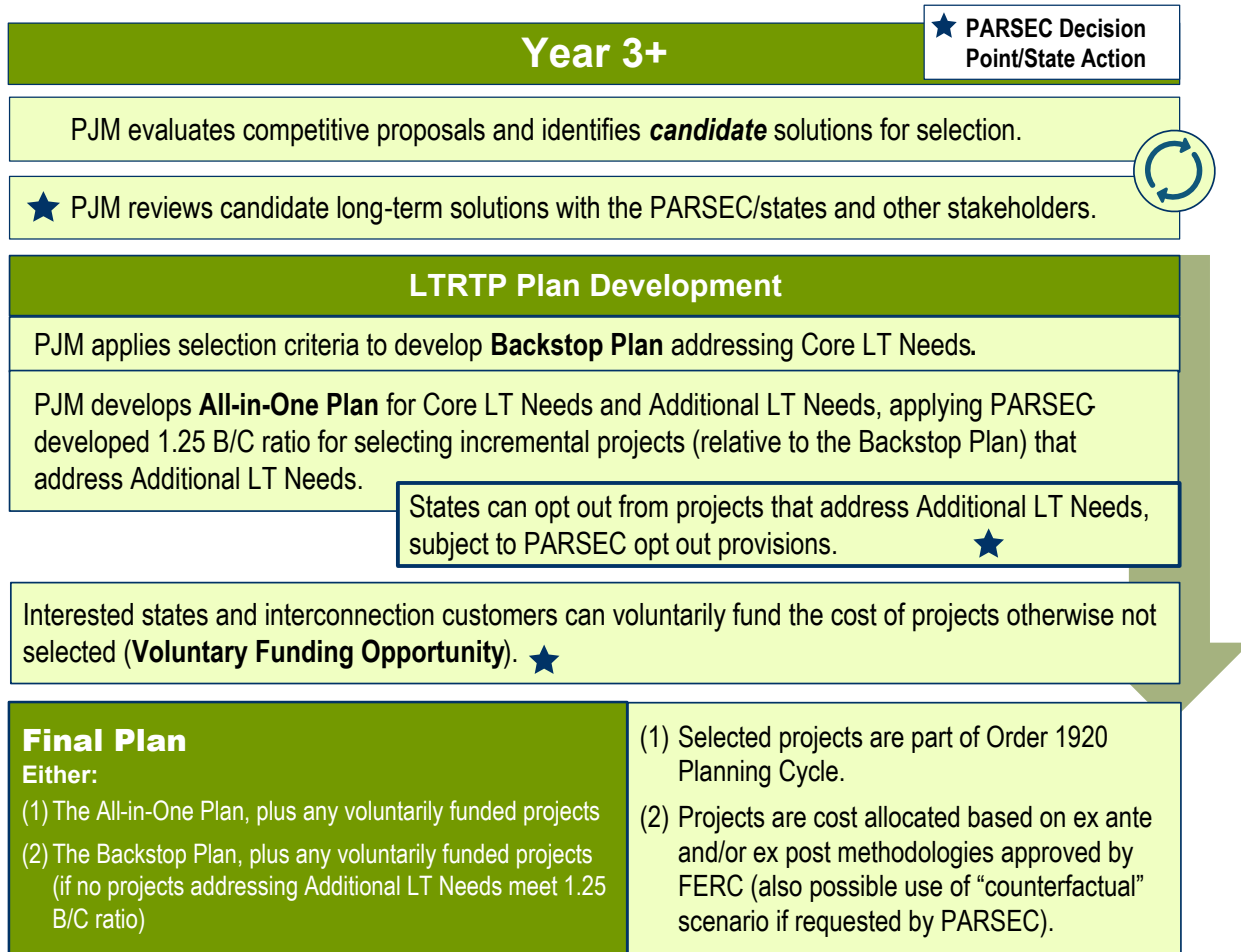 Year 3+
PARSEC Decision
Point/State Action
PJM evaluates competitive proposals and identifies candidate solutions for selection.
PJM reviews candidate long-term solutions with the PARSEC/states and other stakeholders.
LTRTP Plan Development
PJM applies selection criteria to develop Backstop Plan addressing Core LT Needs.
PJM develops All-in-One Plan for Core LT Needs and Additional LT Needs, applying PARSEC-
developed 1.25 B/C ratio for selecting incremental projects (relative to the Backstop Plan) that
address Additional LT Needs.
States can opt out from projects that address Additional LT Needs,
subject to PARSEC opt out provisions.
Interested states and interconnection customers can voluntarily fund the cost of projects otherwise not
selected (Voluntary Funding Opportunity).
Final Plan
Either:
(1) The All-in-One Plan, plus any voluntarily funded projects
(2) The Backstop Plan, plus any voluntarily funded projects
(if no projects addressing Additional LT Needs meet 1.25
B/C ratio)
(1) Selected projects are part of Order 1920
Planning Cycle.
(2) Projects are cost allocated based on ex ante
and/or ex post methodologies approved by
FERC (also possible use of “counterfactual”
scenario if requested by PARSEC).